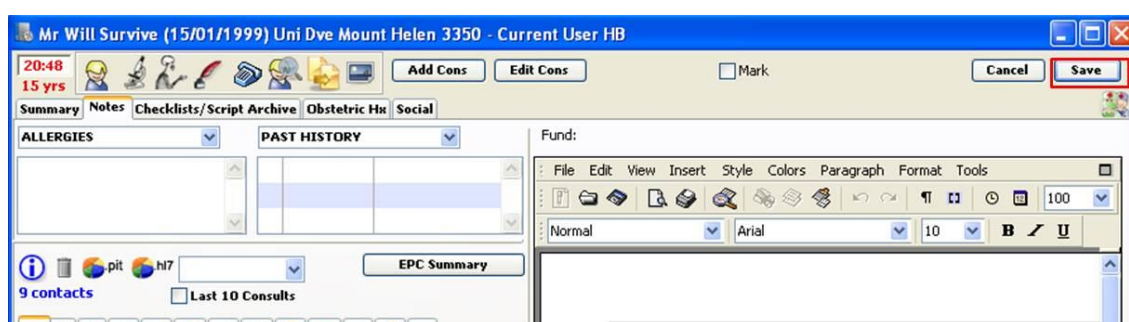 Mr Will Survive (15/01/1999) Uni Dve Mount Helen 3350 - Current User HB
20:48
15 yrs
Add Cons Edit Cons Mark Cancel Save
Summary Notes Checklists/Script Archive Obstetric Hx Social
ALLERGIES PAST HISTORY
Fund:
File Edit View Insert Style Colors Paragraph Format Tools
100
Normal Arial 10 B I U
.pit .hl7 EPC Summary
9 contacts Last 10 Consults